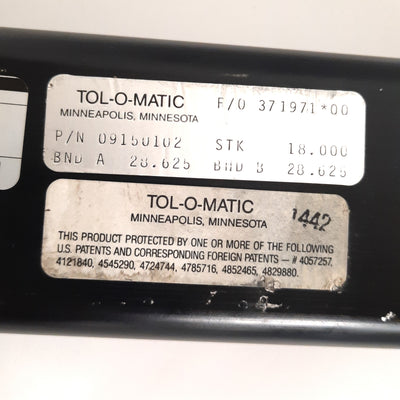 TOL-O-MATIC F/O 371971*00
MINNEAPOLIS, MINNESOTA
P/N 09150102 STK 18.000
BND A 28.625 BND B 28.625
TOL-O-MATIC 1442
MINNEAPOLIS, MINNESOTA
THIS PRODUCT PROTECTED BY ONE OR MORE OF THE FOLLOWING
U.S. PATENTS AND CORRESPONDING FOREIGN PATENTS — # 4057257,
4121840, 4545290, 4724744, 4785716, 4852465, 4829880.